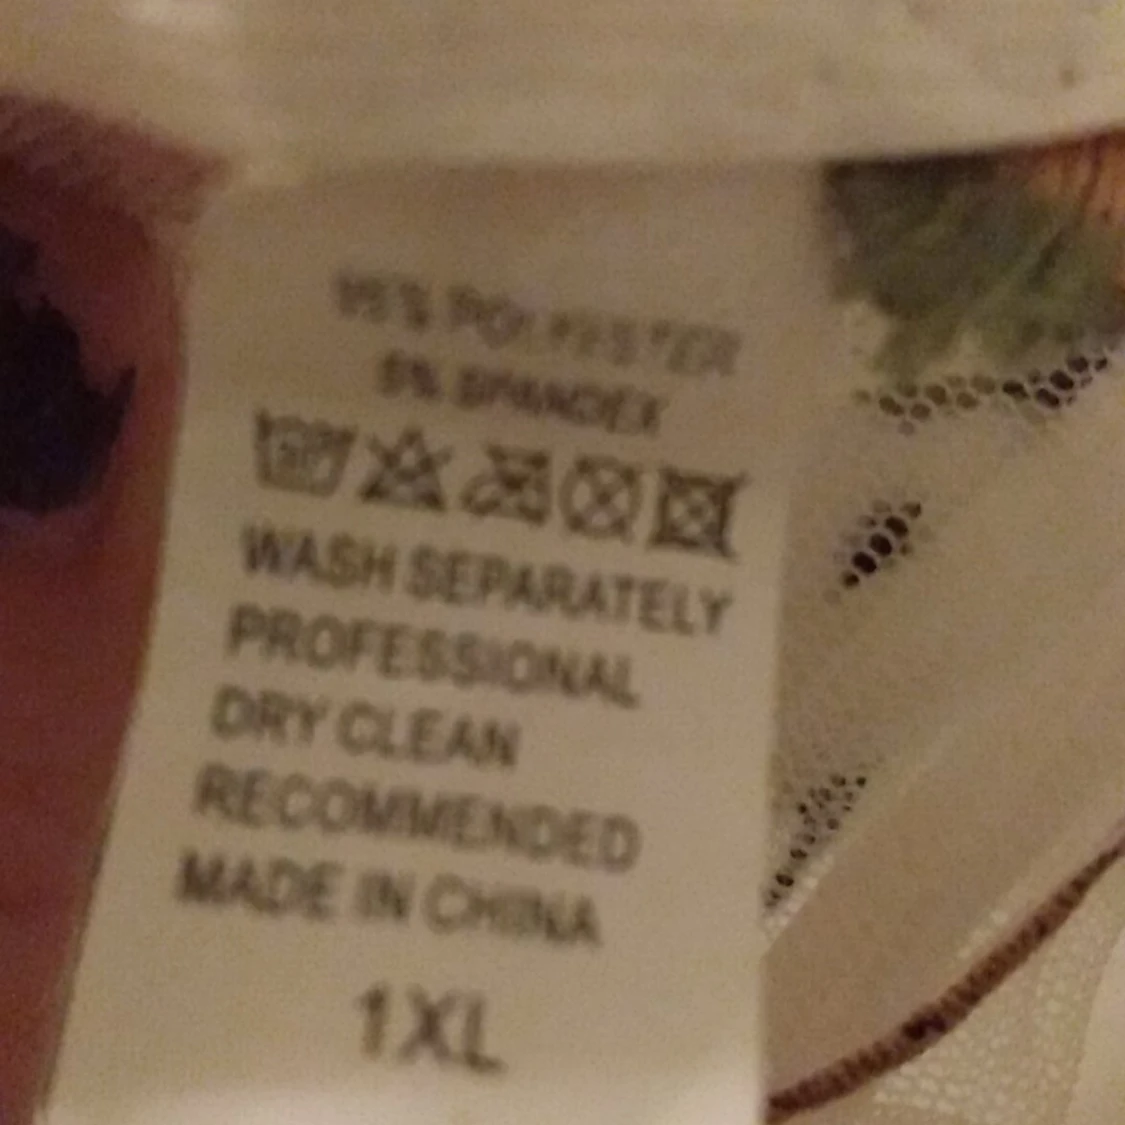 95% POLYESTER
5% SPANDEX
WASH SEPARATELY
PROFESSIONAL
DRY CLEAN
RECOMMENDED
MADE IN CHINA
1XL